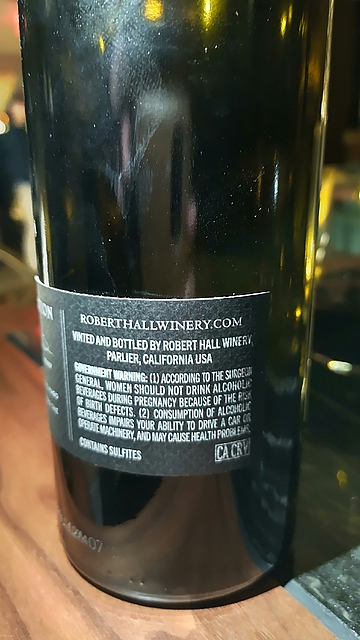 ROBERTHALLWINERY.COM
VINTED AND BOTTLED BY ROBERT HALL WINERY,
PARLIER, CALIFORNIA USA
GOVERNMENT WARNING: (1) ACCORDING TO THE SURGEON
GENERAL, WOMEN SHOULD NOT DRINK ALCOHOLIC
BEVERAGES DURING PREGNANCY BECAUSE OF THE RISK
OF BIRTH DEFECTS. (2) CONSUMPTION OF ALCOHOLIC
BEVERAGES IMPAIRS YOUR ABILITY TO DRIVE A CAR OR
OPERATE MACHINERY, AND MAY CAUSE HEALTH PROBLEMS.
CONTAINS SULFITES
CA CRV